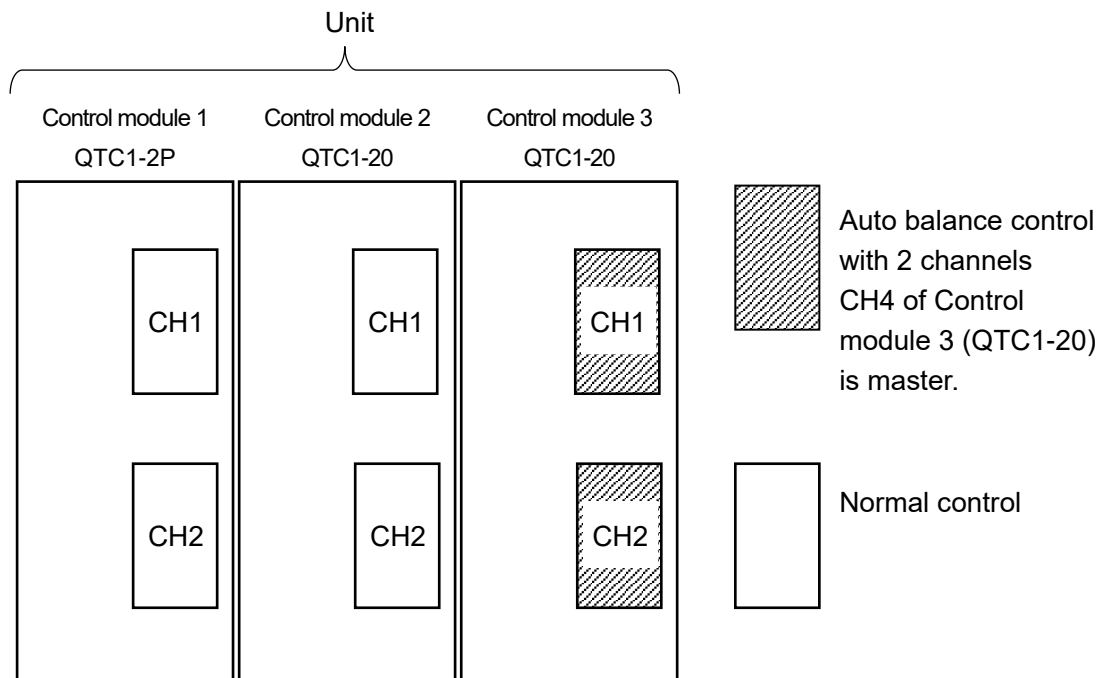 Unit
Control module 1
Control module 2
Control module 3
QTC1-2P
QTC1-20
QTC1-20
Auto balance control
with 2 channels
CH4 of Control
module 3 (QTC1-20)
is master.
CH1
CH1
CH1
Normal control
CH2
CH2
CH2